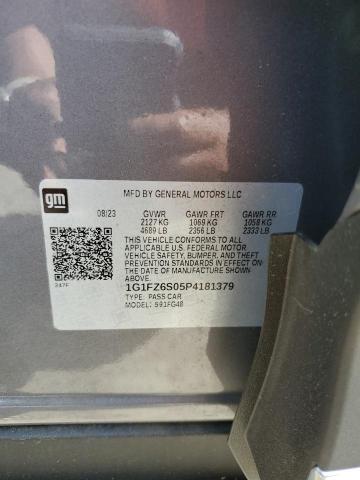 gm
MFD BY GENERAL MOTORS LLC
08/23 GVWR GAWR FRT GAWR RR
2127 KG 1069 KG 1058 KG
4689 LB 2356 LB 2333 LB
THIS VEHICLE CONFORMS TO ALL
APPLICABLE U.S. FEDERAL MOTOR
VEHICLE SAFETY, BUMPER, AND THEFT
PREVENTION STANDARDS IN EFFECT ON THE
DATE OF MANUFACTURE SHOWN ABOVE.
347F
1G1FZ6S05P4181379
TYPE: PASS CAR
MODEL: 591FG48